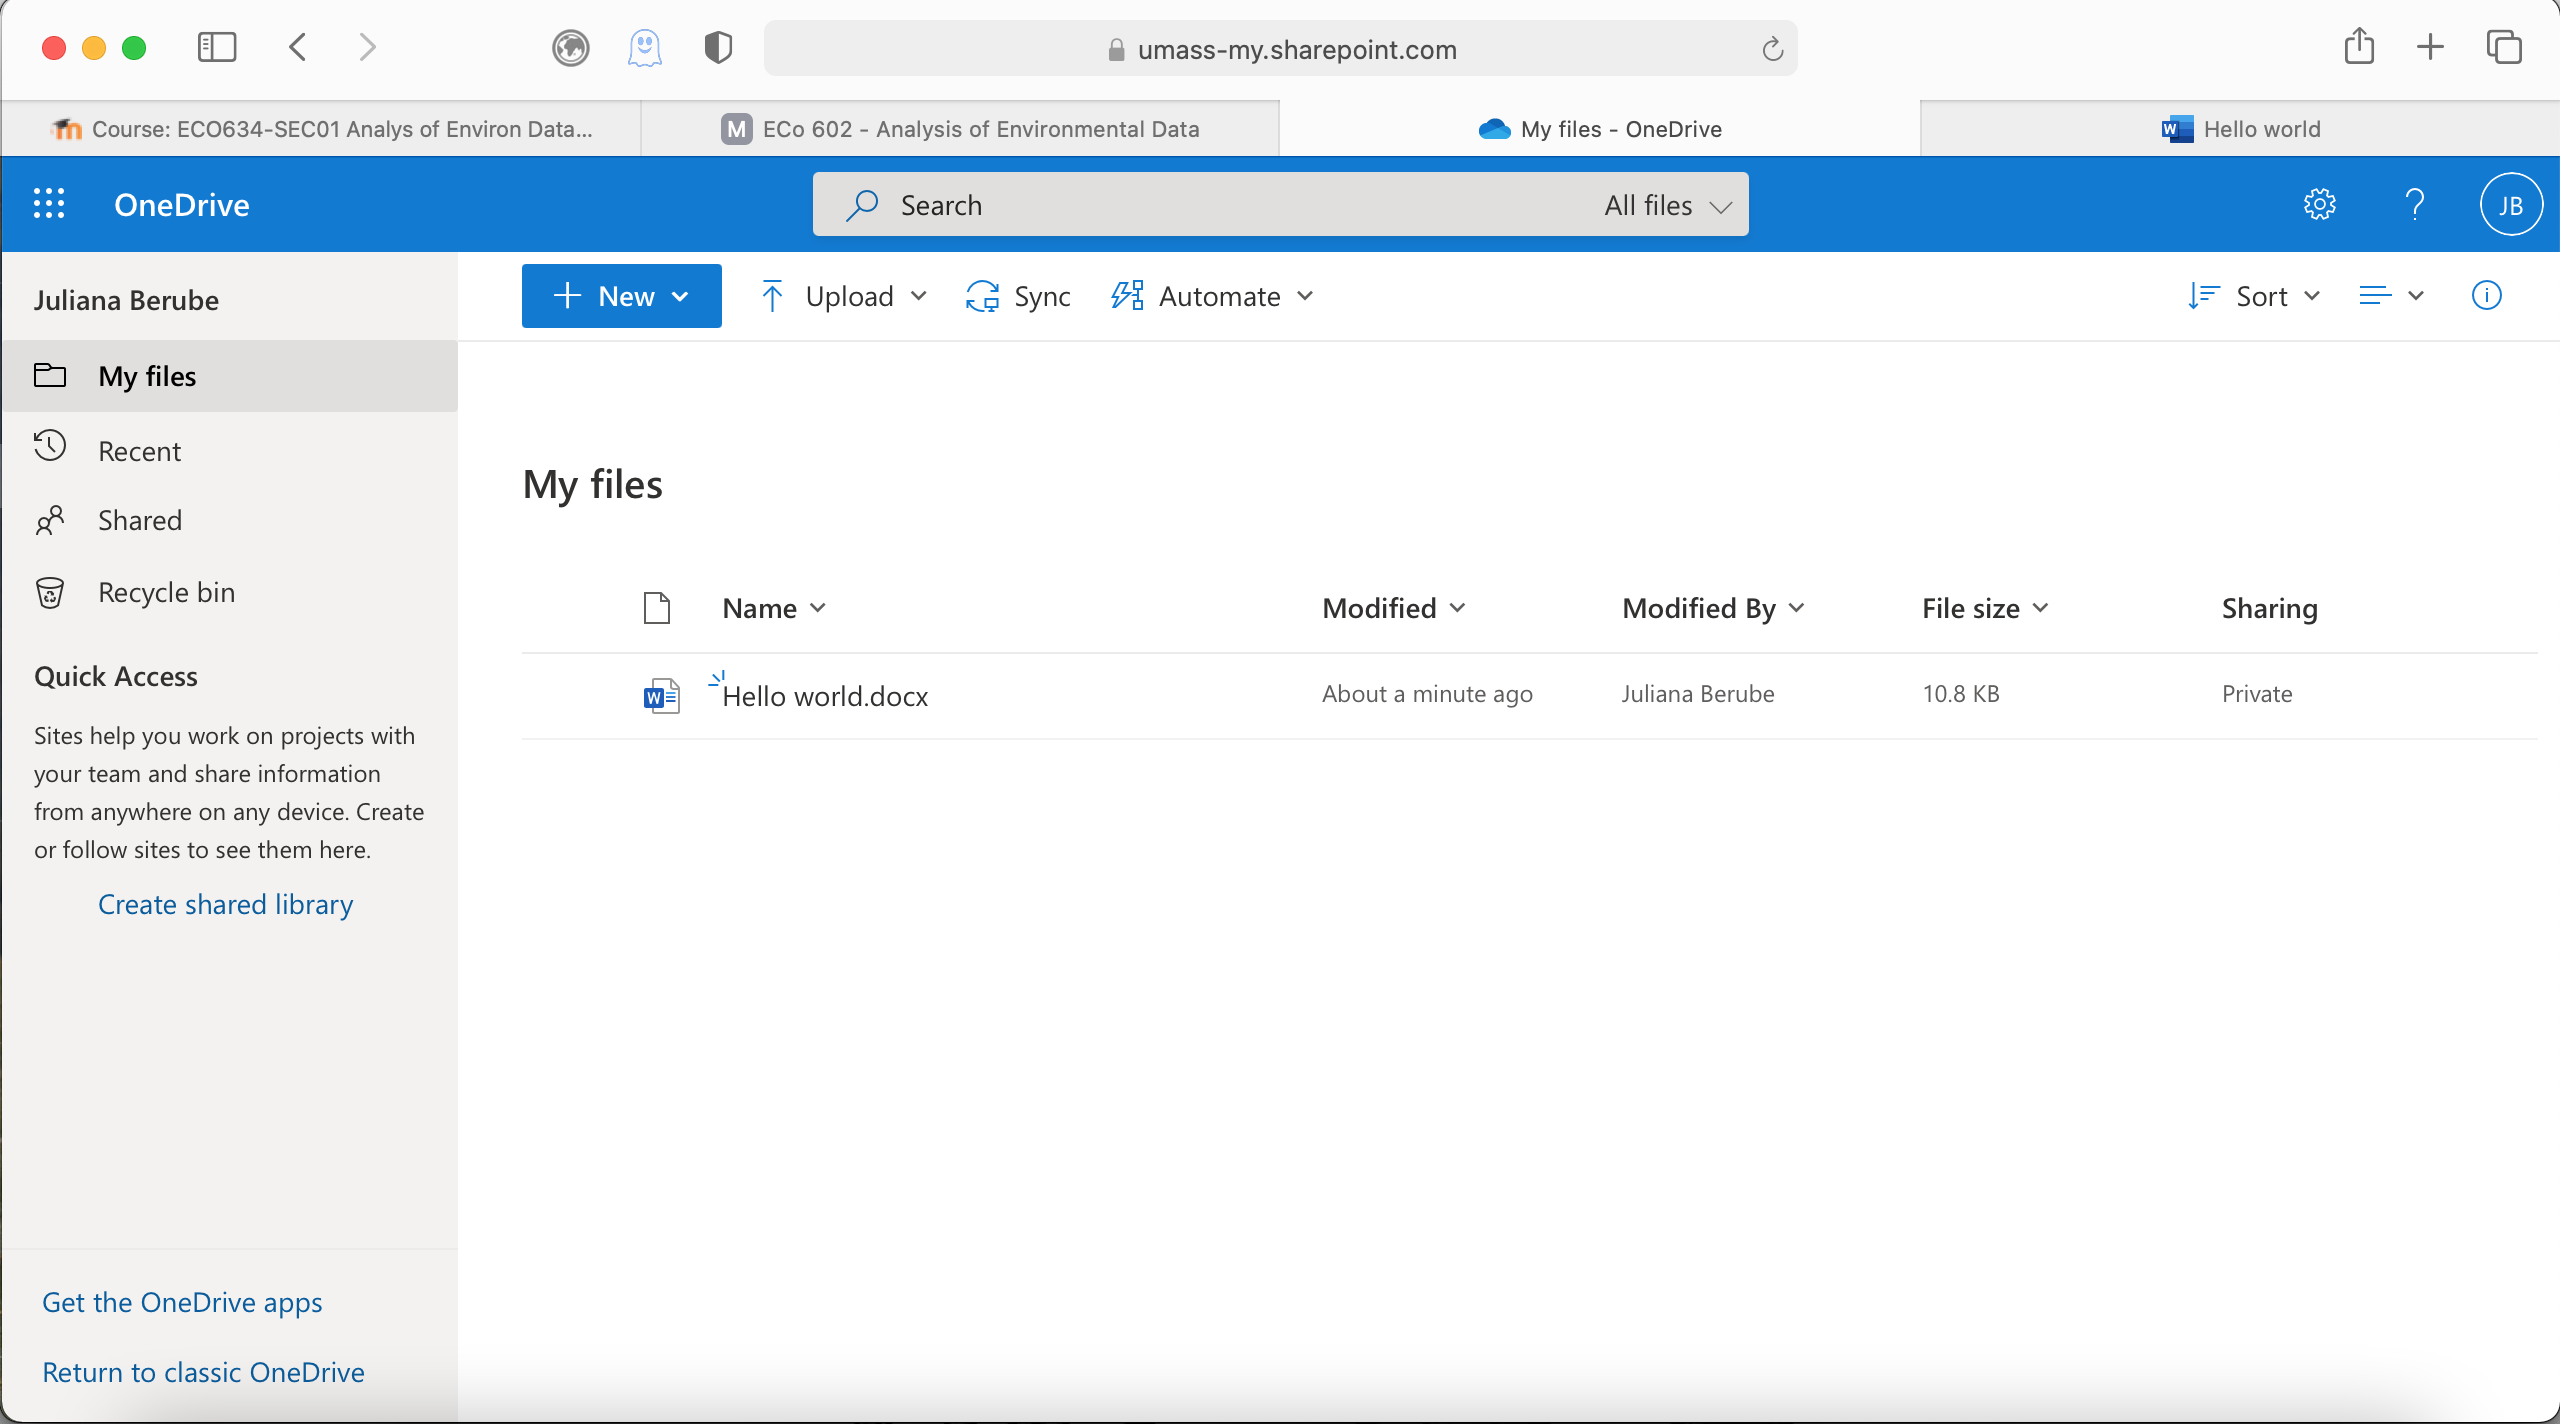 umass-my.sharepoint.com
Course: ECO634-SEC01 Analys of Environ Data...
M ECo 602 - Analysis of Environmental Data
My files - OneDrive
W Hello world
OneDrive
Search
All files
?
JB
Juliana Berube
New
Upload
Sync
Automate
Sort
My files
Recent
Shared
Recycle bin
Quick Access
Sites help you work on projects with
your team and share information
from anywhere on any device. Create
or follow sites to see them here.
Create shared library
Get the OneDrive apps
Return to classic OneDrive
My files
Name Modified Modified By File size Sharing
W Hello world.docx About a minute ago Juliana Berube 10.8 KB Private